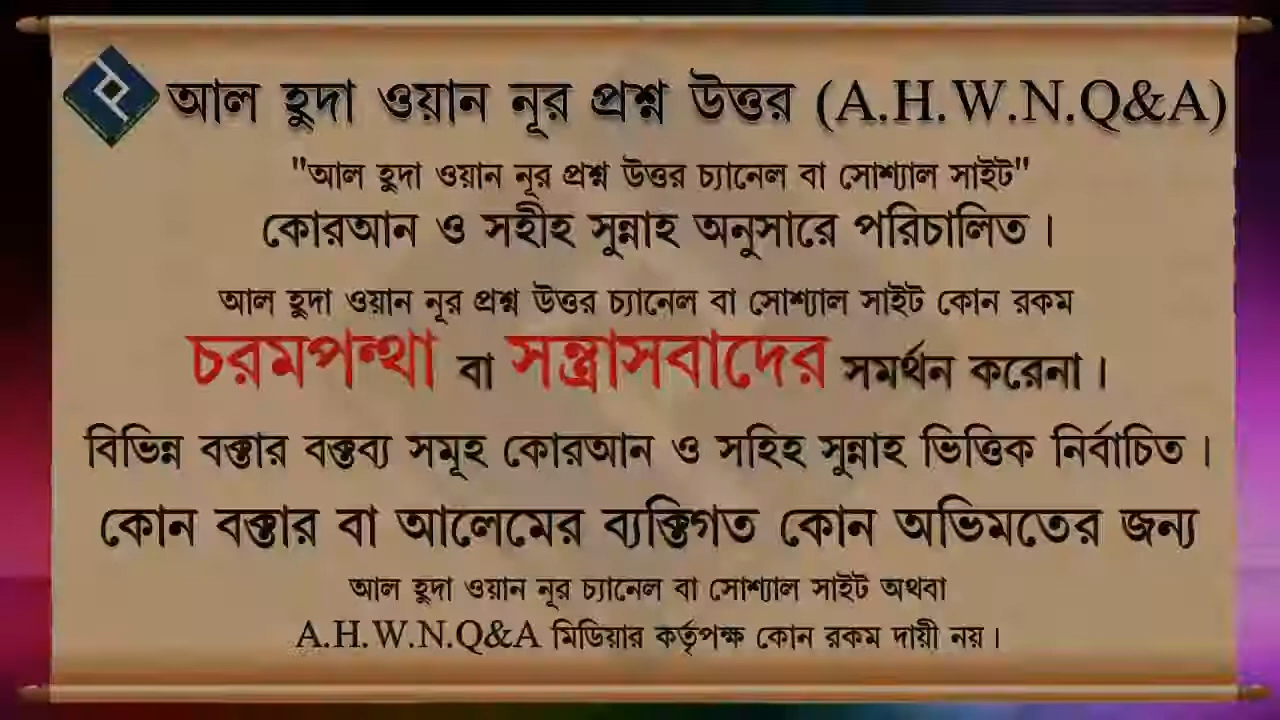 আল হুদা ওয়ান নূর প্রশ্ন উত্তর (A.H.W.N.Q&A)
"আল হুদা ওয়ান নূর প্রশ্ন উত্তর চ্যানেল বা সোশ্যাল সাইট"
কোরআন ও সহীহ সুন্নাহ অনুসারে পরিচালিত।
আল হুদা ওয়ান নূর প্রশ্ন উত্তর চ্যানেল বা সোশ্যাল সাইট কোন রকম
চরমপন্থা বা সন্ত্রাসবাদের সমর্থন করেনা।
বিভিন্ন বক্তার বক্তব্য সমূহ কোরআন ও সহিহ সুন্নাহ ভিত্তিক নির্বাচিত।
কোন বক্তার বা আলেমের ব্যক্তিগত কোন অভিমতের জন্য
আল হুদা ওয়ান নূর চ্যানেল বা সোশ্যাল সাইট অথবা
A.H.W.N.Q&A মিডিয়ার কর্তৃপক্ষ কোন রকম দায়ী নয়।